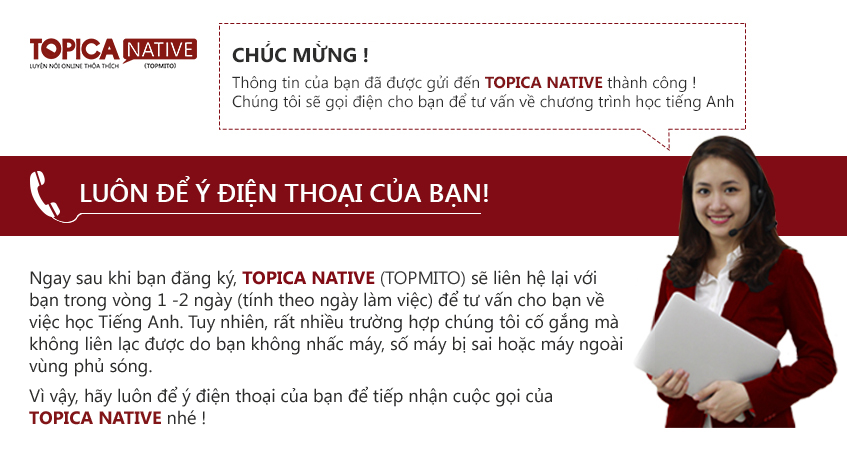 TOPICA NATIVE
LUYỆN NÓI ONLINE THỎA THÍCH
(TOPMITO)
CHÚC MỪNG !
Thông tin của bạn đã được gửi đến TOPICA NATIVE thành công !
Chúng tôi sẽ gọi điện cho bạn để tư vấn về chương trình học tiếng Anh
LUÔN ĐỂ Ý ĐIỆN THOẠI CỦA BẠN!
Ngay sau khi bạn đăng ký, TOPICA NATIVE (TOPMITO) sẽ liên hệ lại với
bạn trong vòng 1 -2 ngày (tính theo ngày làm việc) để tư vấn cho bạn về
việc học Tiếng Anh. Tuy nhiên, rất nhiều trường hợp chúng tôi cố gắng mà
không liên lạc được do bạn không nhấc máy, số máy bị sai hoặc máy ngoài
vùng phủ sóng.
Vì vậy, hãy luôn để ý điện thoại của bạn để tiếp nhận cuộc gọi của
TOPICA NATIVE nhé !